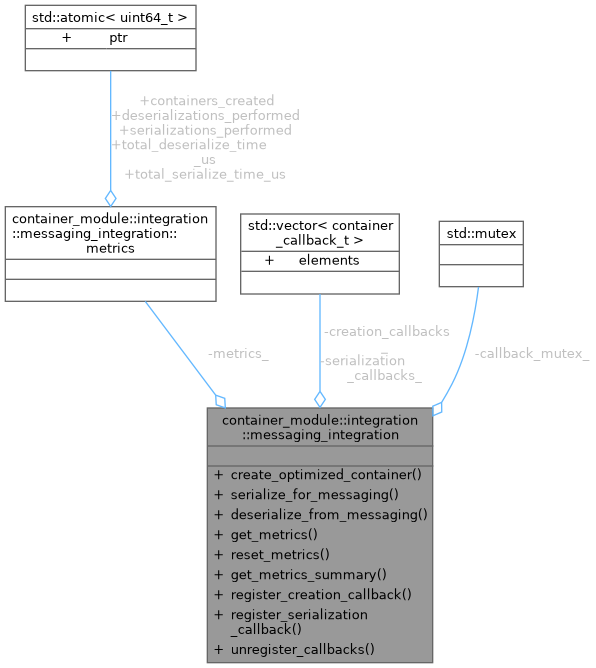 std::atomic< uint64_t >
+ ptr
+containers_created
+deserializations_performed
+serializations_performed
+total_deserialize_time
_us
+total_serialize_time_us
container_module::integration
::messaging_integration::
metrics
std::vector< container
_callback_t >
+ elements
std::mutex
-metrics_
-creation_callbacks
_
-serialization
_callbacks_
-callback_mutex_
container_module::integration
::messaging_integration
+ create_optimized_container()
+ serialize_for_messaging()
+ deserialize_from_messaging()
+ get_metrics()
+ reset_metrics()
+ get_metrics_summary()
+ register_creation_callback()
+ register_serialization
_callback()
+ unregister_callbacks()